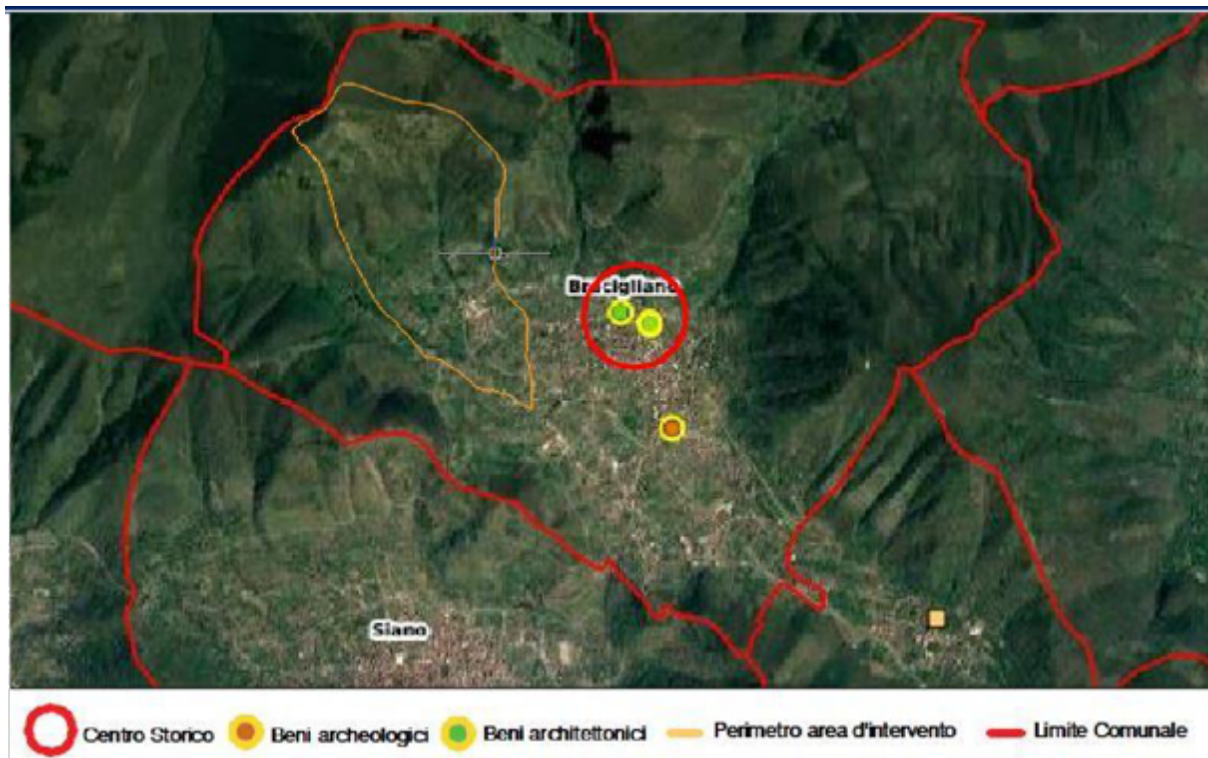 Bracigliano
Siano
Centro Storico
Beni archeologici
Beni architettonici
Perimetro area d'intervento
Limite Comunale